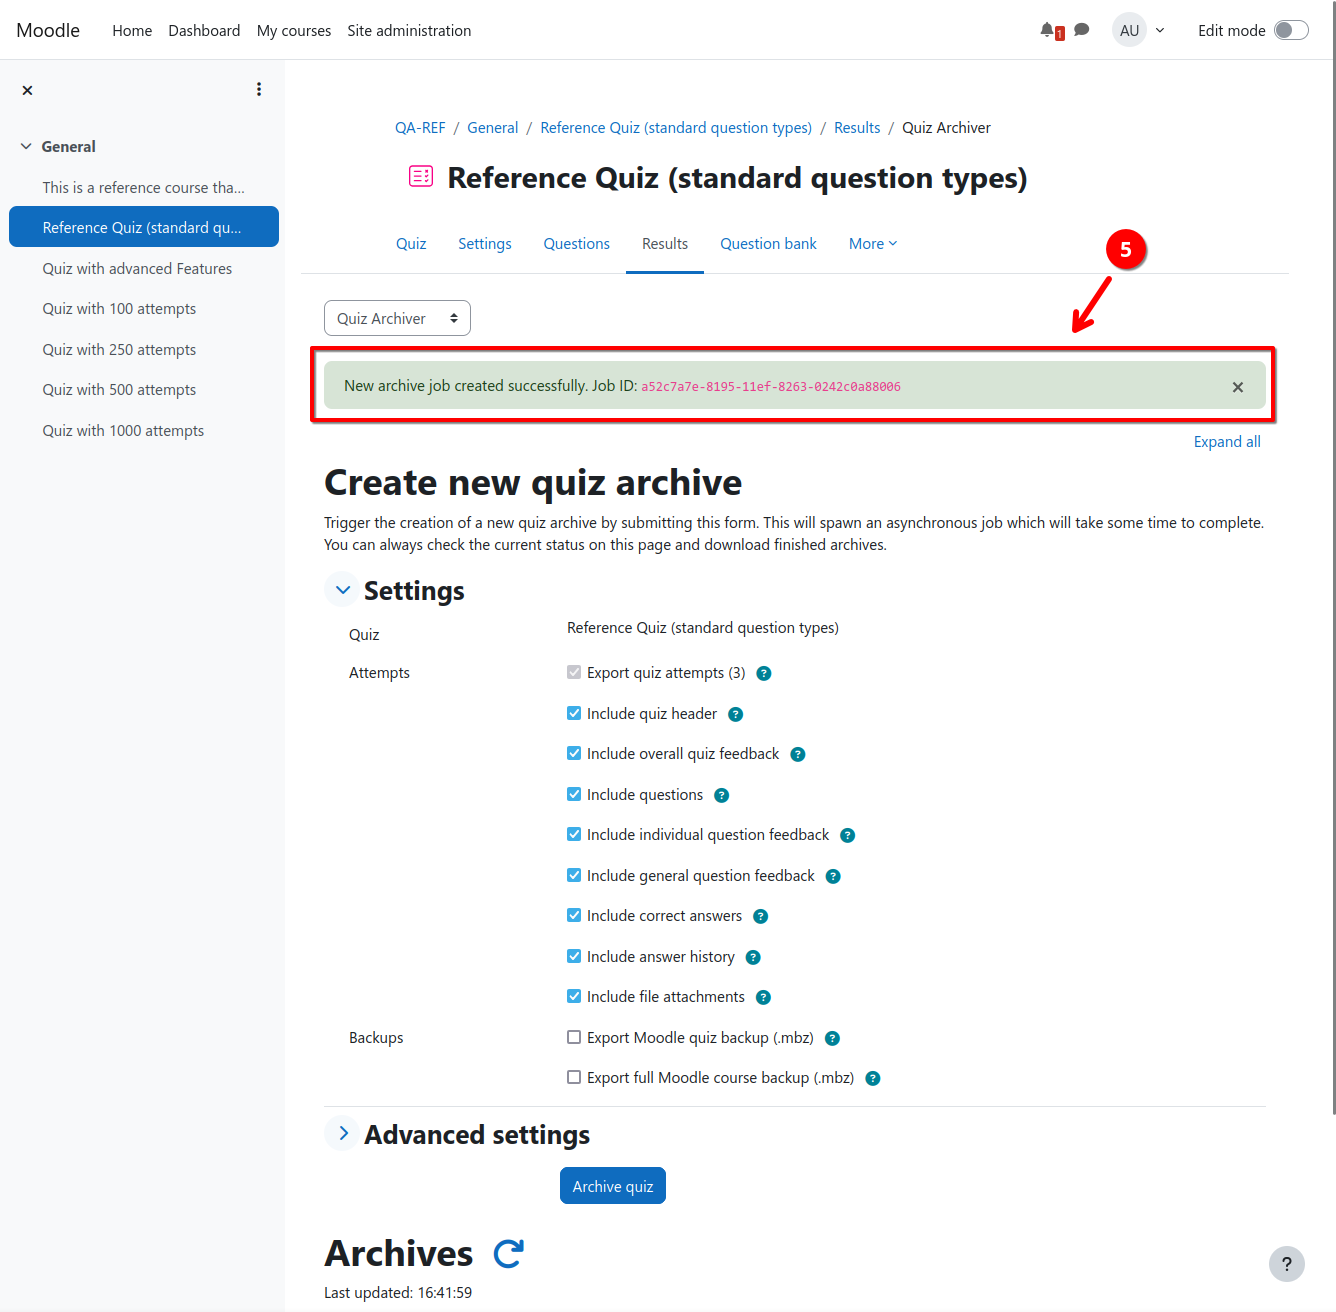 Moodle
Home
Dashboard
My courses
Site administration
1
AU
Edit mode
General
This is a reference course tha...
Reference Quiz (standard qu...
Quiz with advanced Features
Quiz with 100 attempts
Quiz with 250 attempts
Quiz with 500 attempts
Quiz with 1000 attempts
QA-REF / General / Reference Quiz (standard question types) / Results / Quiz Archiver
Reference Quiz (standard question types)
Quiz
Settings
Questions
Results
Question bank
More
5
Quiz Archiver
New archive job created successfully. Job ID: a52c7a7e-8195-11ef-8263-0242c0a88006
Expand all
Create new quiz archive
Trigger the creation of a new quiz archive by submitting this form. This will spawn an asynchronous job which will take some time to complete.
You can always check the current status on this page and download finished archives.
Settings
Quiz
Reference Quiz (standard question types)
Attempts
Export quiz attempts (3) ?
Include quiz header ?
Include overall quiz feedback ?
Include questions ?
Include individual question feedback ?
Include general question feedback ?
Include correct answers ?
Include answer history ?
Include file attachments ?
Backups
Export Moodle quiz backup (.mbz) ?
Export full Moodle course backup (.mbz) ?
Advanced settings
Archive quiz
Archives
?
Last updated: 16:41:59